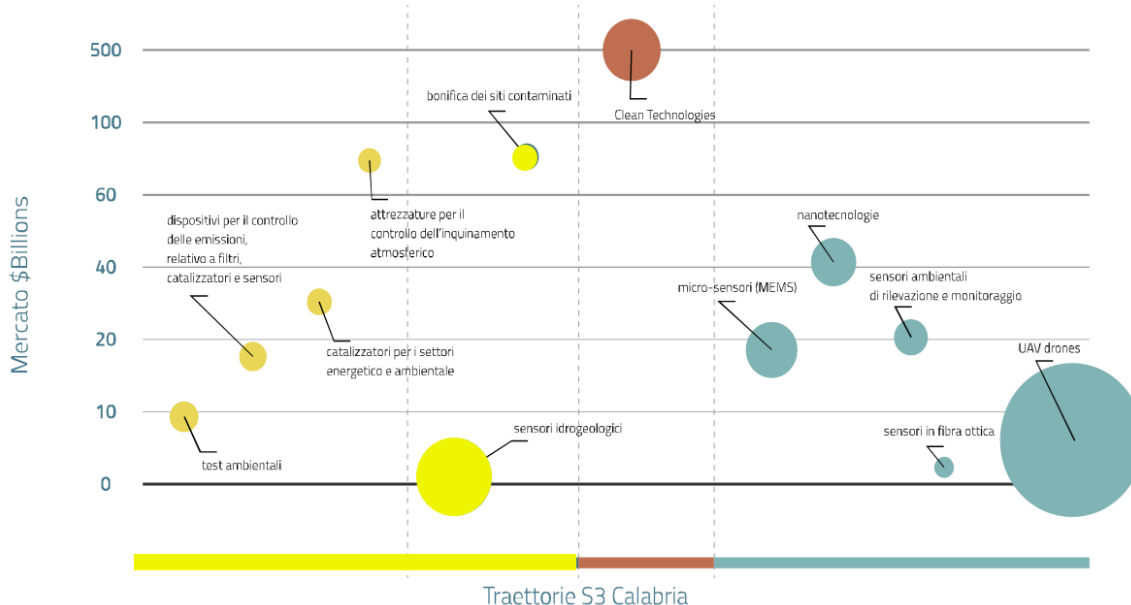 500
bonifica dei siti contaminati
Clean Technologies
100
60
dispositivi per il controllo
delle emissioni,
relativo a filtri,
catalizzatori e sensori
attrezzature per il
controllo dell'inquinamento
atmosferico
nanotecnologie
40
micro-sensori (MEMS)
sensori ambientali
di rilevazione e monitoraggio
20
catalizzatori per i settori
energetico e ambientale
UAV drones
10
test ambientali
sensori idrogeologici
sensori in fibra ottica
0
Mercato $Billions
Traettorie S3 Calabria